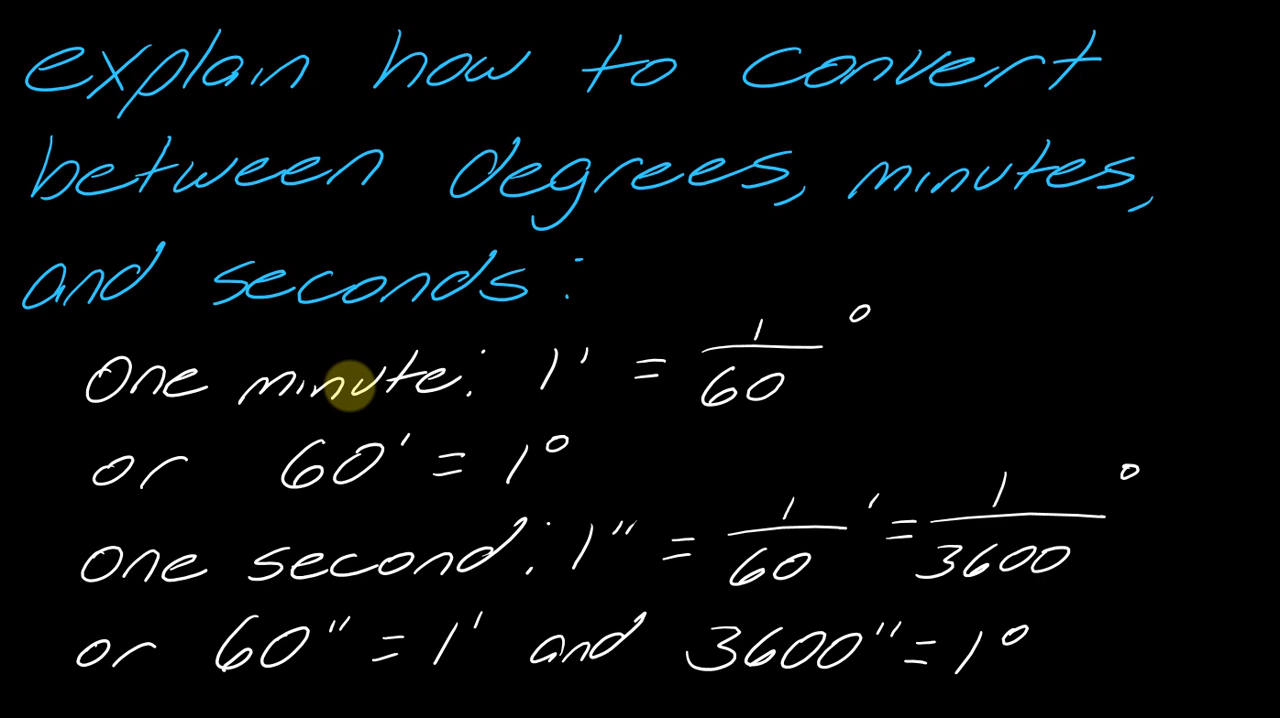 explain how to convert
between degrees, minutes,
and seconds:
One minute: 1' = 1/60 °
or 60' = 1°
One second: 1" = 1/60 ' = 1/3600 °
or 60" = 1' and 3600" = 1°